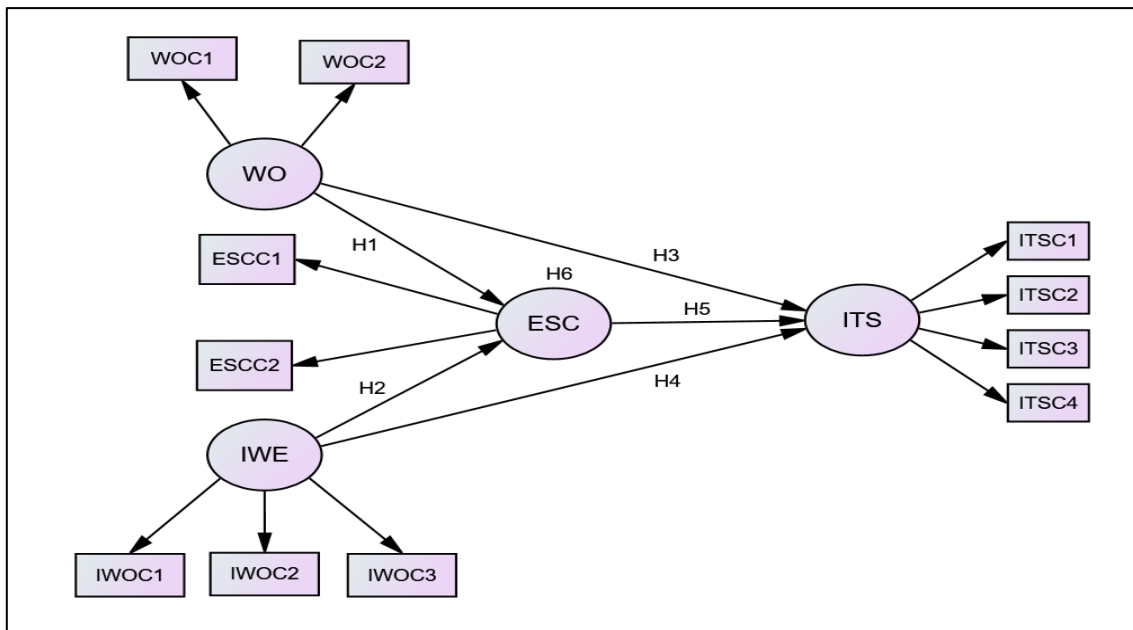 WOC1
WOC2
WO
H1
H3
ESCC1
H6
ESC
H5
ITS
ITSC1
ITSC2
ITSC3
ITSC4
ESCC2
H2
H4
IWE
IWOC1
IWOC2
IWOC3